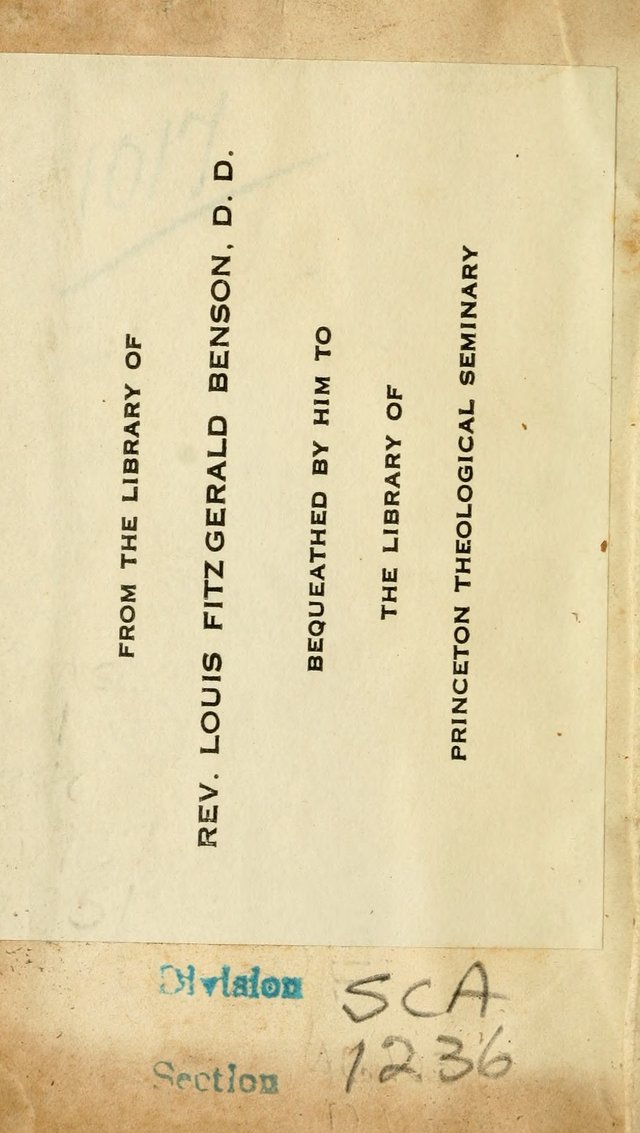 FROM THE LIBRARY OF
REV. LOUIS FITZGERALD BENSON, D. D.
BEQUEATHED BY HIM TO
THE LIBRARY OF
PRINCETON THEOLOGICAL SEMINARY
1017
Division SCA
Section 1236